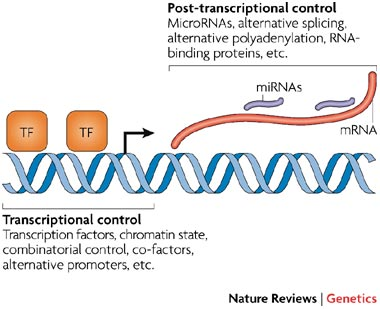 Post-transcriptional control
MicroRNAs, alternative splicing,
alternative polyadenylation, RNA-
binding proteins, etc.
miRNAs
mRNA
TF
TF
Transcriptional control
Transcription factors, chromatin state,
combinatorial control, co-factors,
alternative promoters, etc.
Nature Reviews | Genetics